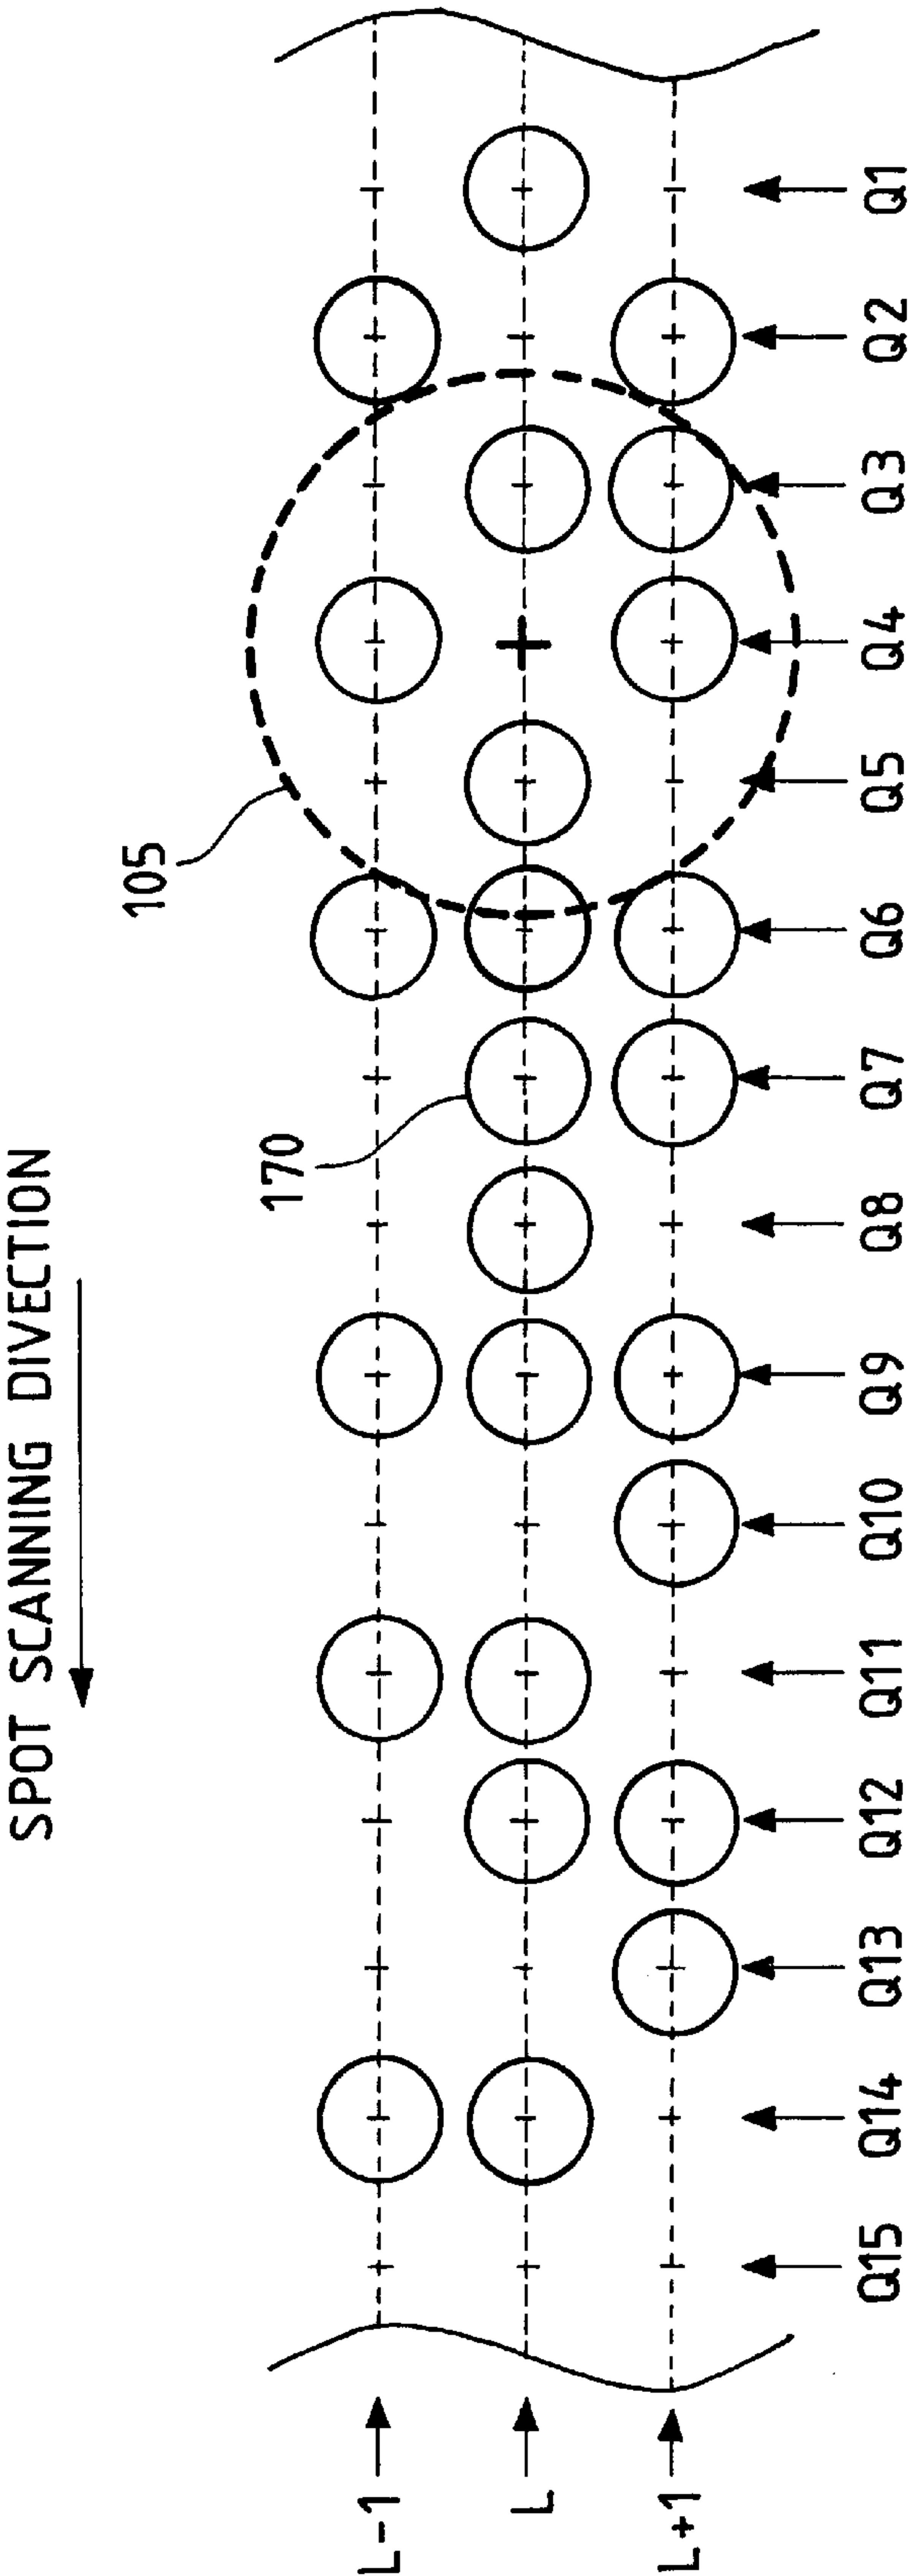 SPOT SCANNING DIVECTION
105
170
L-1
L
L+1
Q15
Q14
Q13
Q12
Q11
Q10
Q9
Q8
Q7
Q6
Q5
Q4
Q3
Q2
Q1